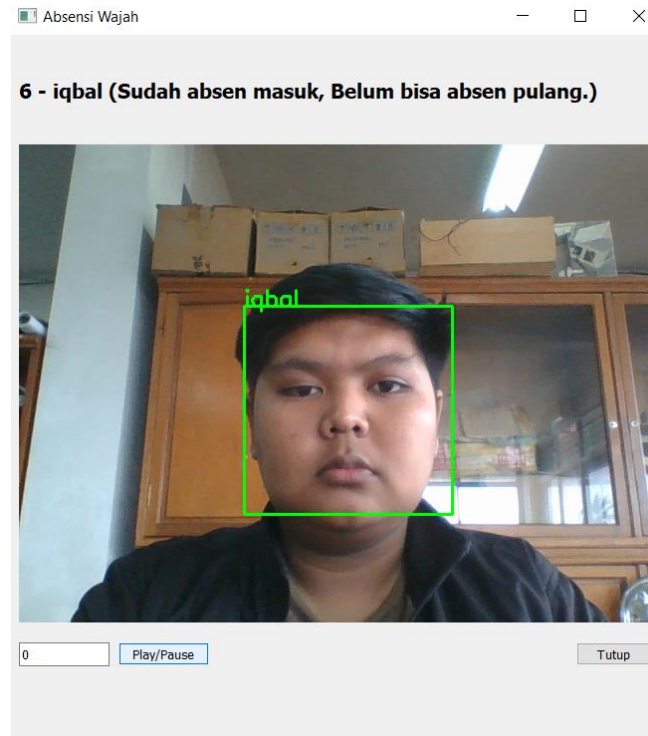 Absensi Wajah
6 - iqbal (Sudah absen masuk, Belum bisa absen pulang.)
iqbal
0
Play/Pause
Tutup